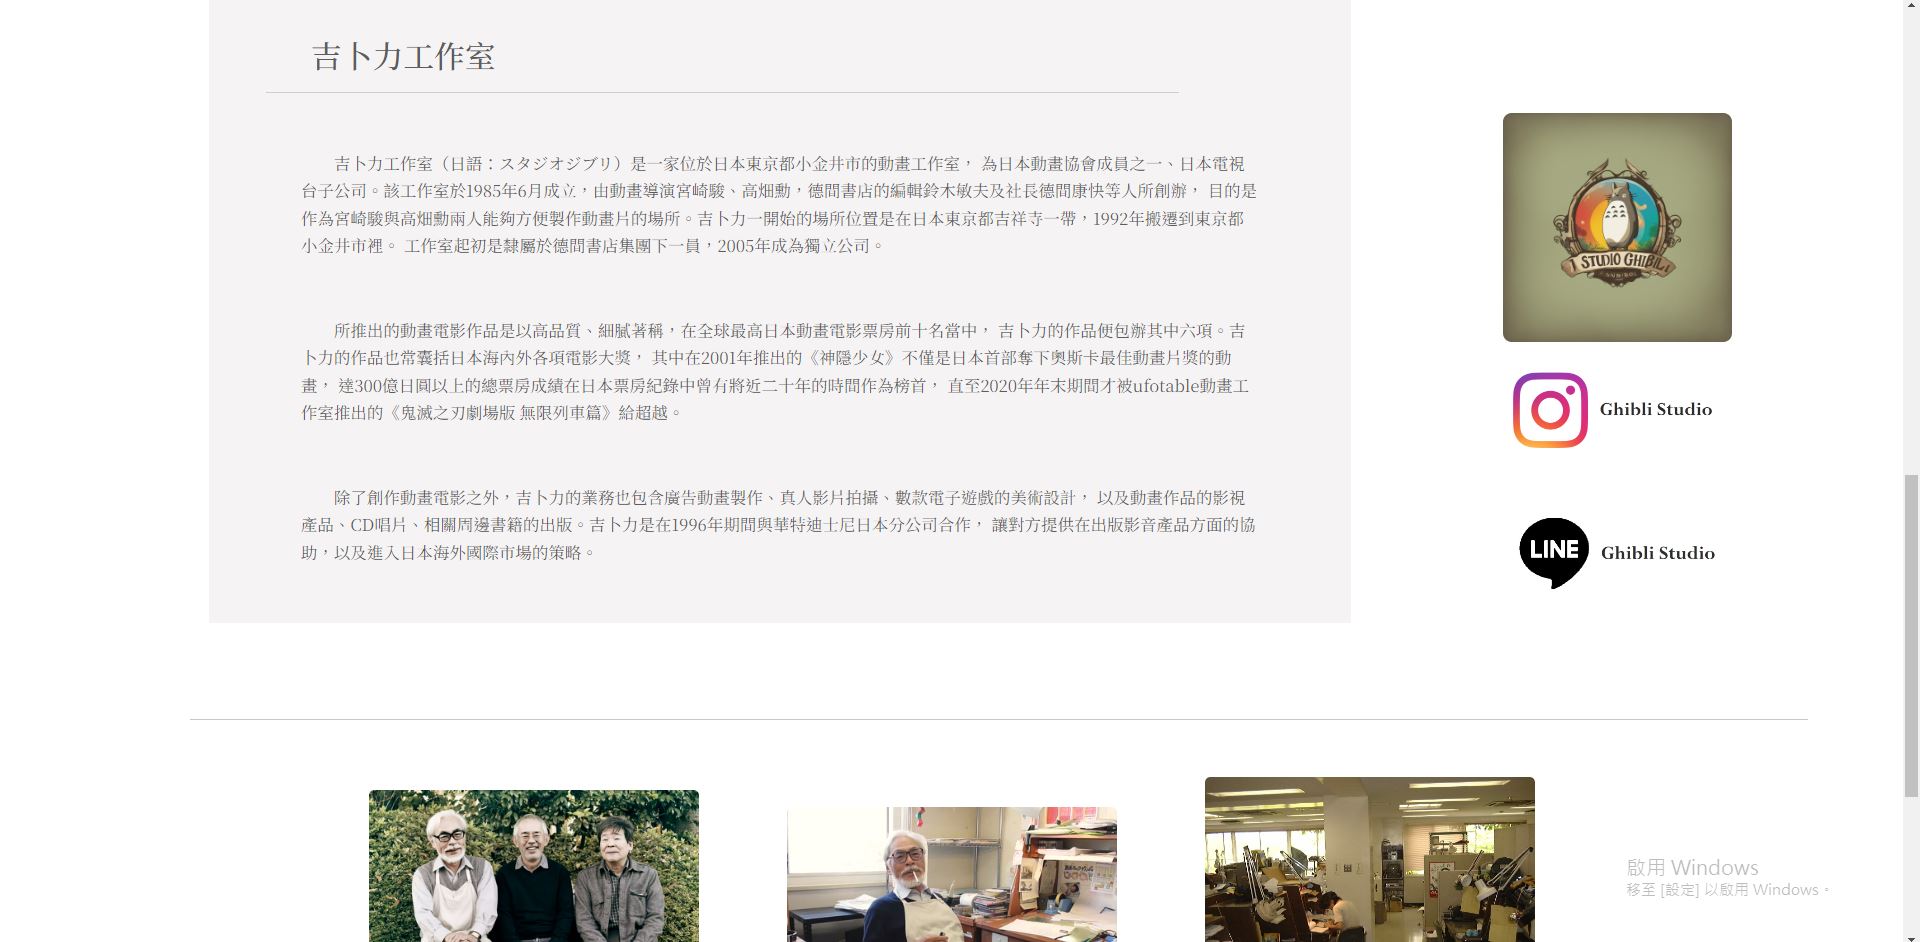 吉卜力工作室
吉卜力工作室（日語：スタジオジブリ）是一家位於日本東京都小金井市的動畫工作室， 為日本動畫協會成員之一、日本電視
台子公司。該工作室於1985年6月成立，由動畫導演宮崎駿、高畑勳，德間書店的編輯鈴木敏夫及社長德間康快等人所創辦， 目的是
作為宮崎駿與高畑勳兩人能夠方便製作動畫片的場所。吉卜力一開始的場所位置是在日本東京都吉祥寺一帶，1992年搬遷到東京都
小金井市裡。 工作室起初是隸屬於德間書店集團下一員，2005年成為獨立公司。
所推出的動畫電影作品是以高品質、細膩著稱，在全球最高日本動畫電影票房前十名當中， 吉卜力的作品便包辦其中六項。吉
卜力的作品也常囊括日本海內外各項電影大獎， 其中在2001年推出的《神隱少女》不僅是日本首部奪下奧斯卡最佳動畫片獎的動
畫， 達300億日圓以上的總票房成績在日本票房紀錄中曾有將近二十年的時間作為榜首， 直至2020年年末期間才被ufotable動畫工
作室推出的《鬼滅之刃劇場版 無限列車篇》給超越。
除了創作動畫電影之外，吉卜力的業務也包含廣告動畫製作、真人影片拍攝、數款電子遊戲的美術設計， 以及動畫作品的影視
產品、CD唱片、相關周邊書籍的出版。吉卜力是在1996年期間與華特迪士尼日本分公司合作， 讓對方提供在出版影音產品方面的協
助，以及進入日本海外國際市場的策略。
STUDIO GHIBILI
Ghibli Studio
LINE
Ghibli Studio
啟用 Windows
移至 [設定] 以啟用 Windows。